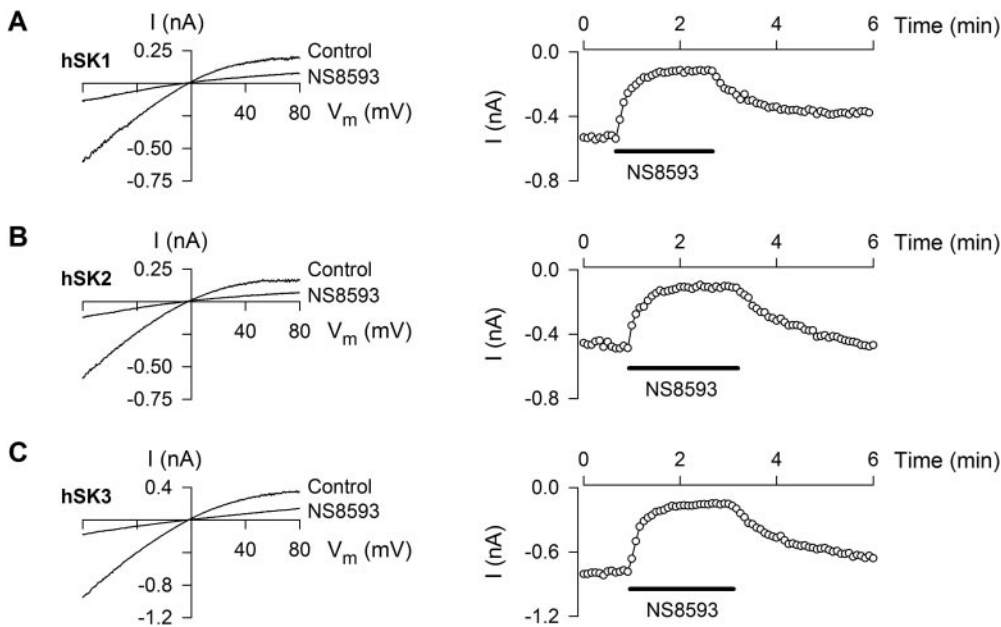 A
I (nA)
hSK1
0.25
Control
NS8593
40 80 V_m (mV)
-0.50
-0.75
0 2 4 6 Time (min)
0.0
-0.4
-0.8
I (nA)
NS8593
B
I (nA)
hSK2
0.25
Control
NS8593
40 80 V_m (mV)
-0.50
-0.75
0 2 4 6 Time (min)
0.0
-0.4
-0.8
I (nA)
NS8593
C
I (nA)
hSK3
0.4
Control
NS8593
40 80 V_m (mV)
-0.8
-1.2
0 2 4 6 Time (min)
0.0
-0.6
-1.2
I (nA)
NS8593